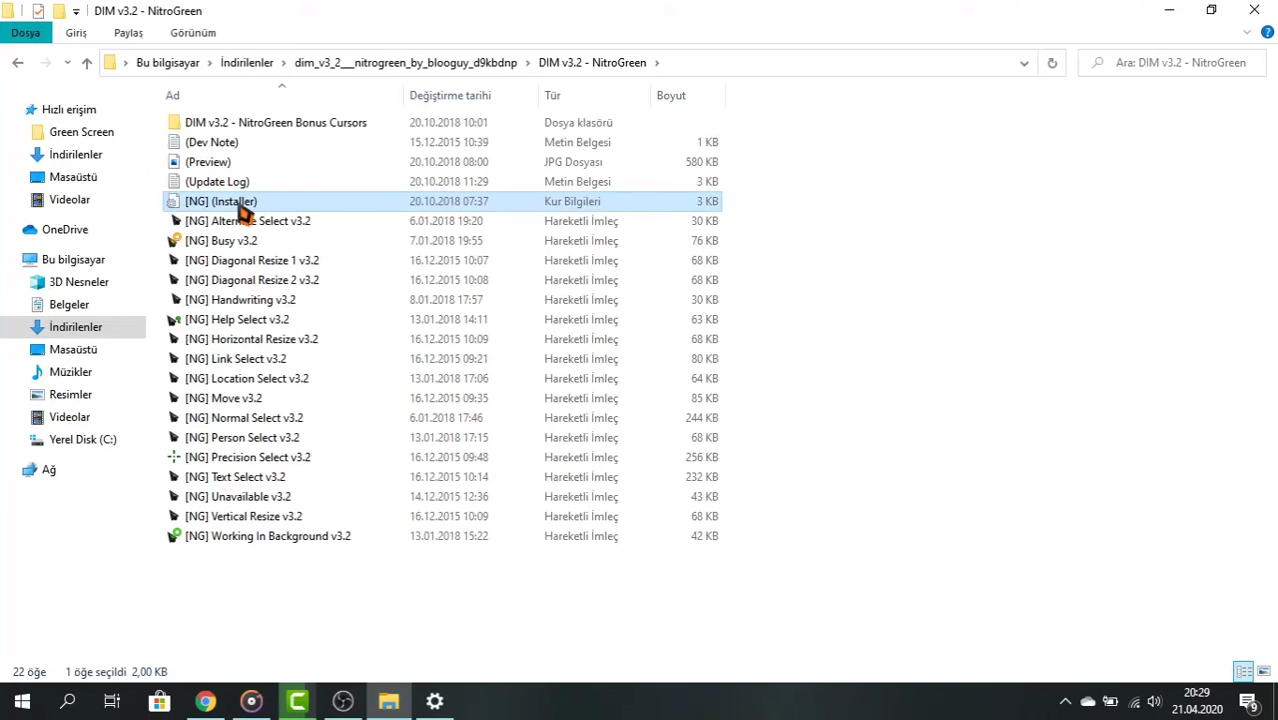 DIM v3.2 - NitroGreen
Dosya Giriş Paylaş Görünüm
Bu bilgisayar İndirilenler dim_v3_2__nitrogreen_by_blooguy_d9kbdnp DIM v3.2 - NitroGreen
Ara: DIM v3.2 - NitroGreen
Hızlı erişim
Green Screen
İndirilenler
Masaüstü
Videolar
OneDrive
Bu bilgisayar
3D Nesneler
Belgeler
İndirilenler
Masaüstü
Müzikler
Resimler
Videolar
Yerel Disk (C:)
Ağ
Ad Değiştirme tarihi Tür Boyut
DIM v3.2 - NitroGreen Bonus Cursors 20.10.2018 10:01 Dosya klasörü
(Dev Note) 15.12.2015 10:39 Metin Belgesi 1 KB
(Preview) 20.10.2018 08:00 JPG Dosyası 580 KB
(Update Log) 20.10.2018 11:29 Metin Belgesi 3 KB
[NG] (Installer) 20.10.2018 07:37 Kur Bilgileri 3 KB
[NG] Alternate Select v3.2 6.01.2018 19:20 Hareketli İmleç 30 KB
[NG] Busy v3.2 7.01.2018 19:55 Hareketli İmleç 76 KB
[NG] Diagonal Resize 1 v3.2 16.12.2015 10:07 Hareketli İmleç 68 KB
[NG] Diagonal Resize 2 v3.2 16.12.2015 10:08 Hareketli İmleç 68 KB
[NG] Handwriting v3.2 8.01.2018 17:57 Hareketli İmleç 30 KB
[NG] Help Select v3.2 13.01.2018 14:11 Hareketli İmleç 63 KB
[NG] Horizontal Resize v3.2 16.12.2015 10:09 Hareketli İmleç 68 KB
[NG] Link Select v3.2 16.12.2015 09:21 Hareketli İmleç 80 KB
[NG] Location Select v3.2 13.01.2018 17:06 Hareketli İmleç 64 KB
[NG] Move v3.2 16.12.2015 09:35 Hareketli İmleç 85 KB
[NG] Normal Select v3.2 6.01.2018 17:46 Hareketli İmleç 244 KB
[NG] Person Select v3.2 13.01.2018 17:15 Hareketli İmleç 68 KB
[NG] Precision Select v3.2 16.12.2015 09:48 Hareketli İmleç 256 KB
[NG] Text Select v3.2 16.12.2015 10:14 Hareketli İmleç 232 KB
[NG] Unavailable v3.2 14.12.2015 12:36 Hareketli İmleç 43 KB
[NG] Vertical Resize v3.2 16.12.2015 10:09 Hareketli İmleç 68 KB
[NG] Working In Background v3.2 13.01.2018 15:22 Hareketli İmleç 42 KB
22 öğe 1 öğe seçildi 2,00 KB
20:29
21.04.2020
9